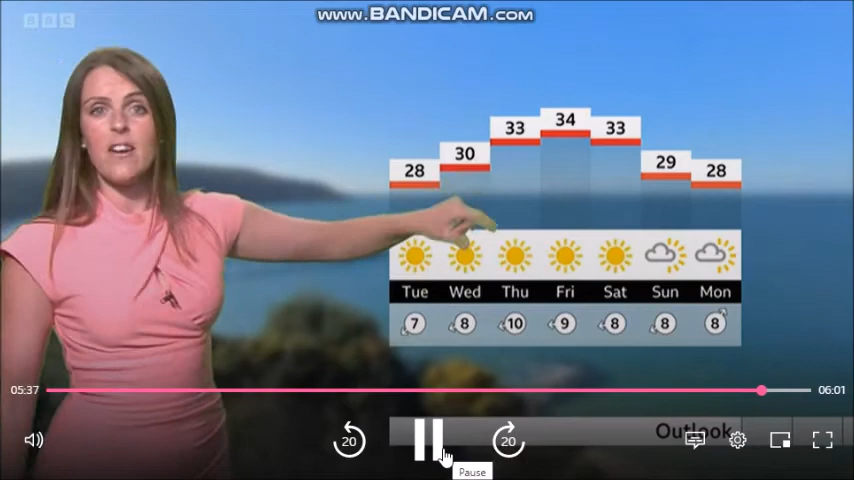 BBC
www.BANDICAM.com
28 30 33 34 33 29 28
Tue Wed Thu Fri Sat Sun Mon
7 8 10 9 8 8 8
05:37 06:01
Outlook
20 20
Pause